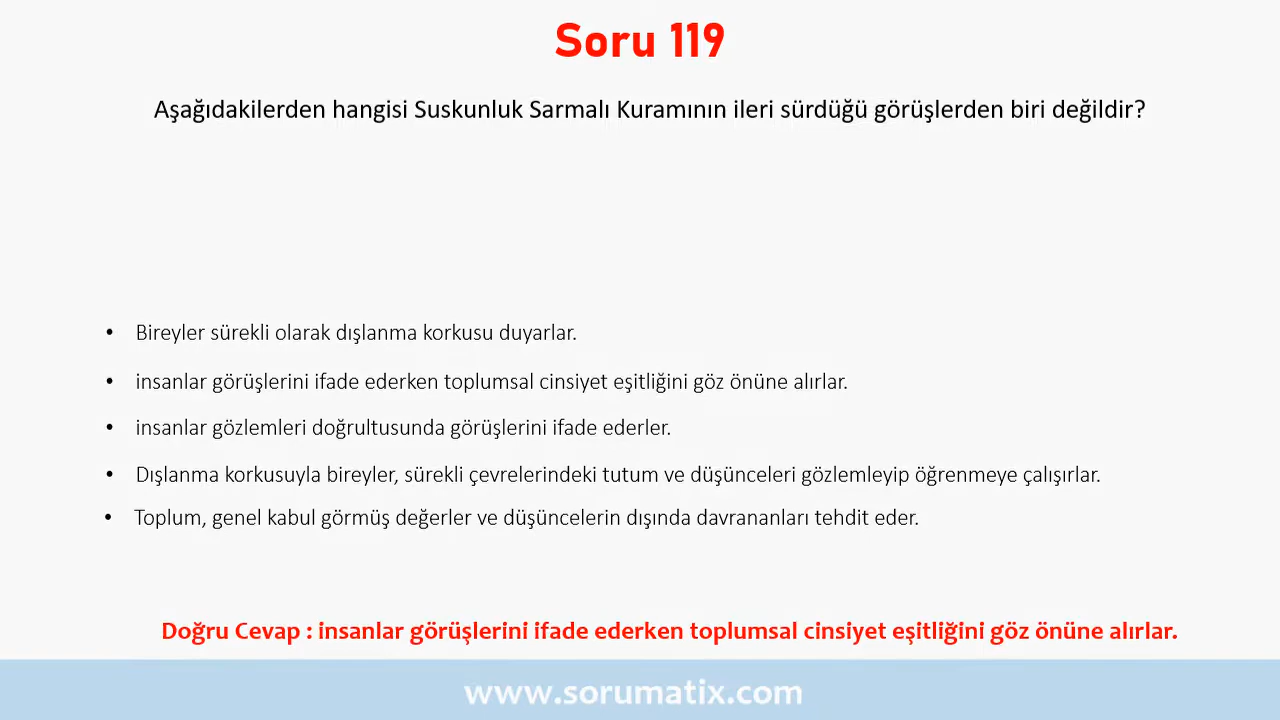 Soru 119
Aşağıdakilerden hangisi Suskunluk Sarmalı Kuramının ileri sürdüğü görüşlerden biri değildir?
• Bireyler sürekli olarak dışlanma korkusu duyarlar.
• insanlar görüşlerini ifade ederken toplumsal cinsiyet eşitliğini göz önüne alırlar.
• insanlar gözlemleri doğrultusunda görüşlerini ifade ederler.
• Dışlanma korkusuyla bireyler, sürekli çevrelerindeki tutum ve düşünceleri gözlemleyip öğrenmeye çalışırlar.
• Toplum, genel kabul görmüş değerler ve düşüncelerin dışında davrananları tehdit eder.
Doğru Cevap : insanlar görüşlerini ifade ederken toplumsal cinsiyet eşitliğini göz önüne alırlar.
www.sorumatix.com